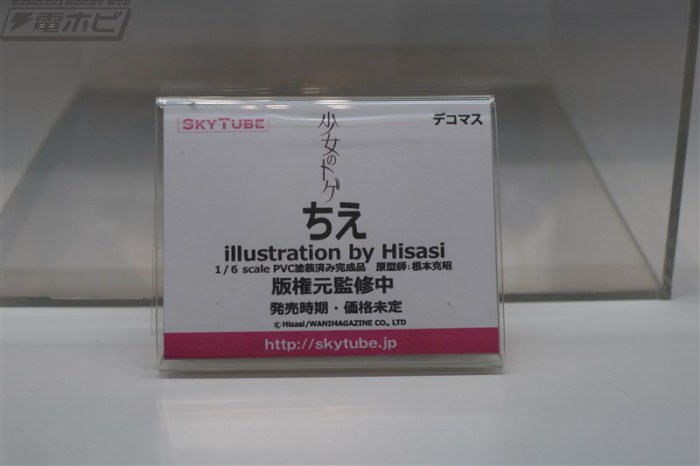 DENGEKI HOBBY WEB
電ホビ
SKYTUBE
デコマス
少女のトゲ
ちえ
illustration by Hisasi
1/6 scale PVC塗装済み完成品 原型師:根本克昭
版権元監修中
発売時期・価格未定
© Hisasi/WANIMAGAZINE CO., LTD
http://skytube.jp